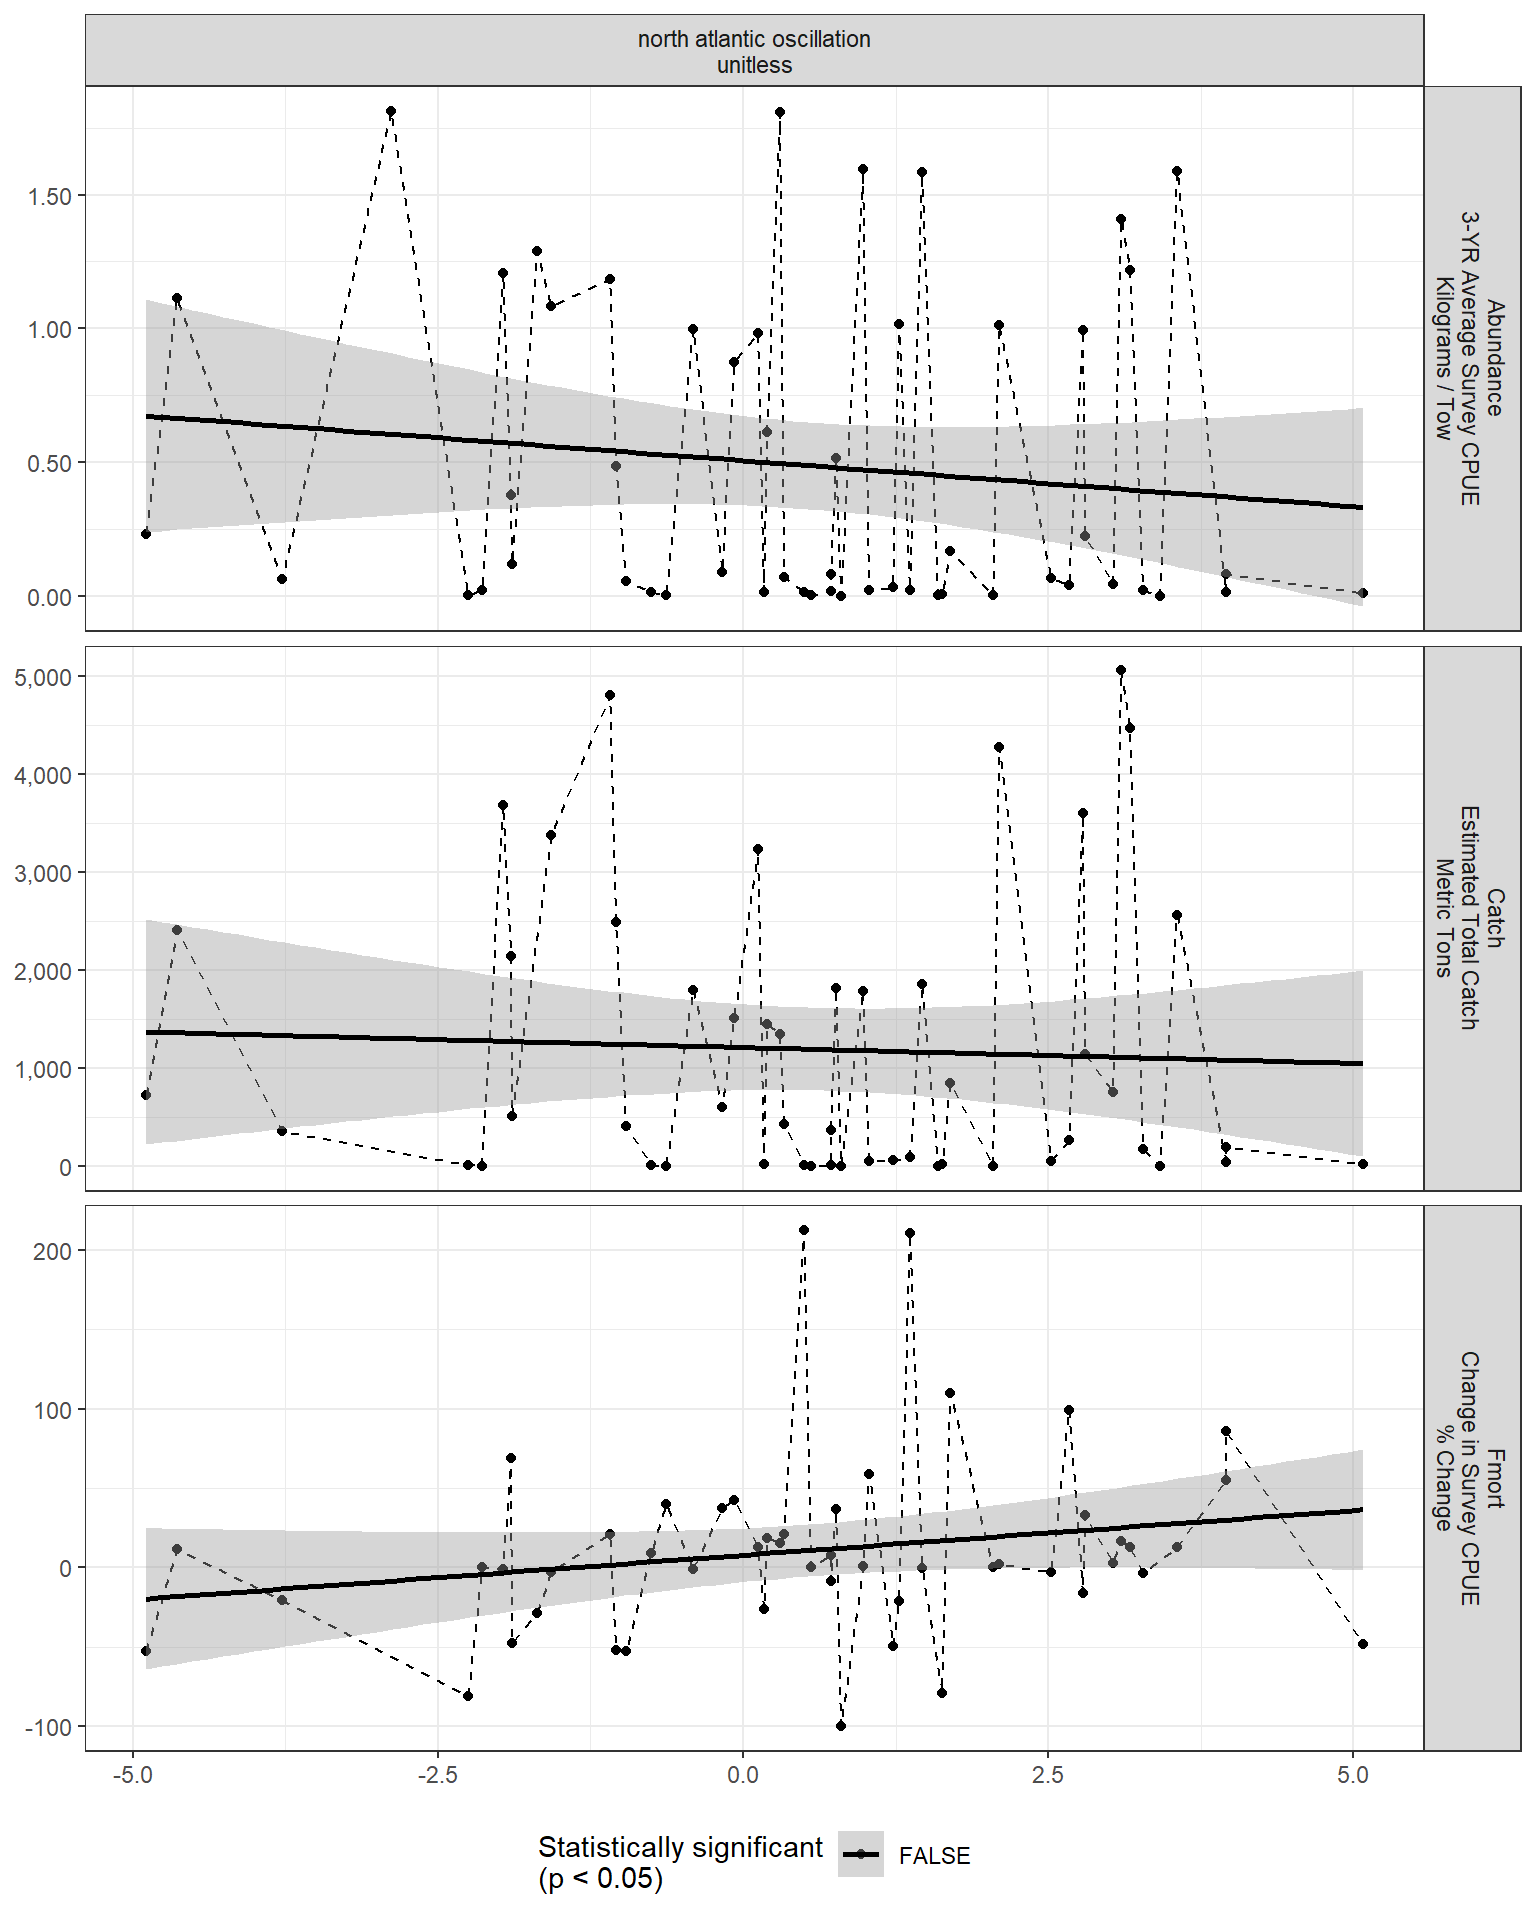 north atlantic oscillation
unitless
1.50
1.00
0.50
0.00
Abundance
3-YR Average Survey CPUE
Kilograms / Tow
5,000
4,000
3,000
2,000
1,000
0
Catch
Estimated Total Catch
Metric Tons
200
100
0
-100
Fmort
Change in Survey CPUE
% Change
-5.0
-2.5
0.0
2.5
5.0
Statistically significant
(p < 0.05)
FALSE